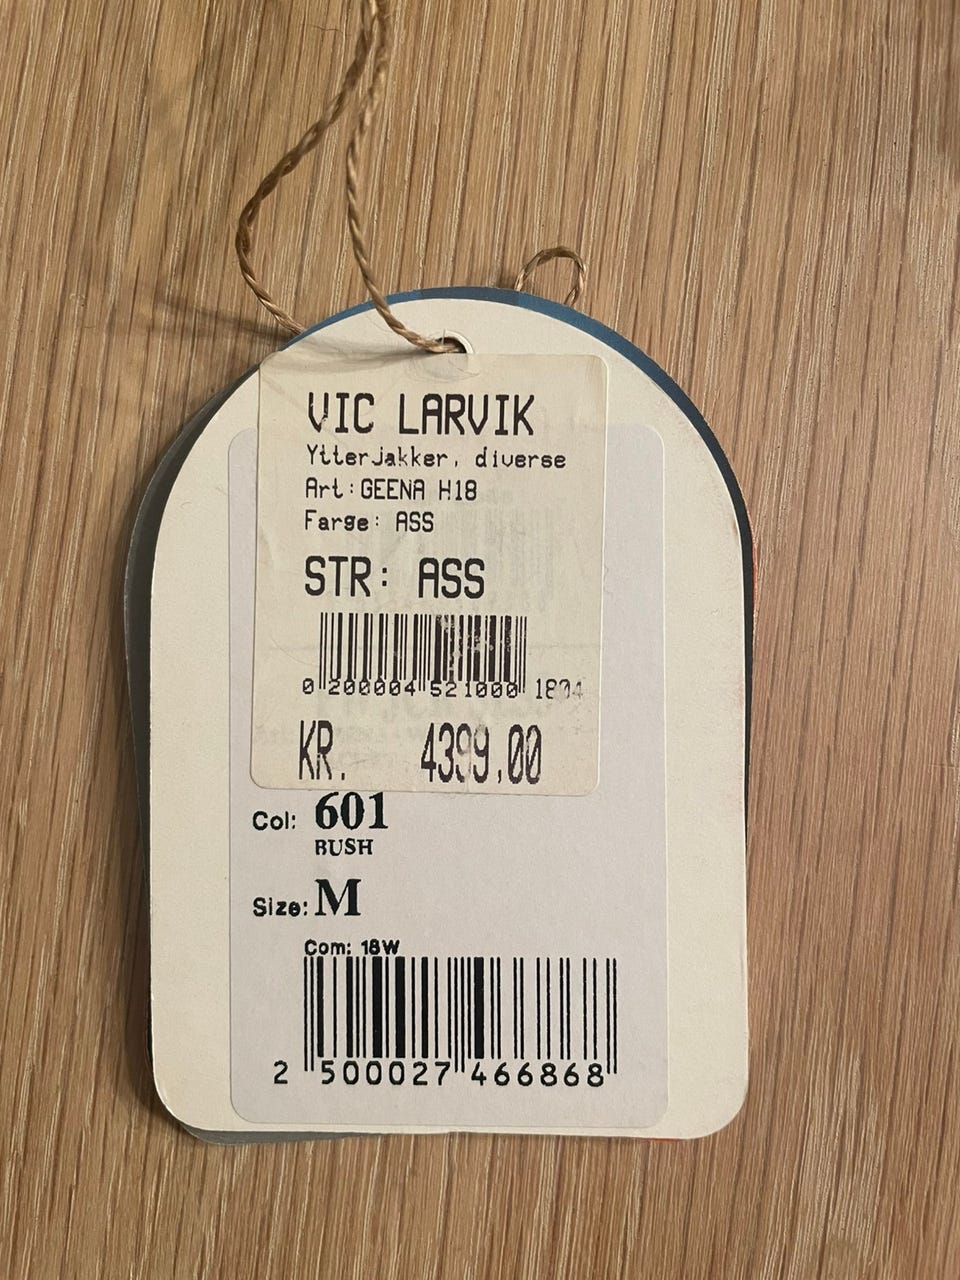 VIC LARVIK
Ytterjakker, diverse
Art:GEENA H18
Farge: ASS
STR: ASS
0 200004 521000 1804
KR. 4399,00
Col: 601
BUSH
Size: M
Com: 18W
2 500027 466868